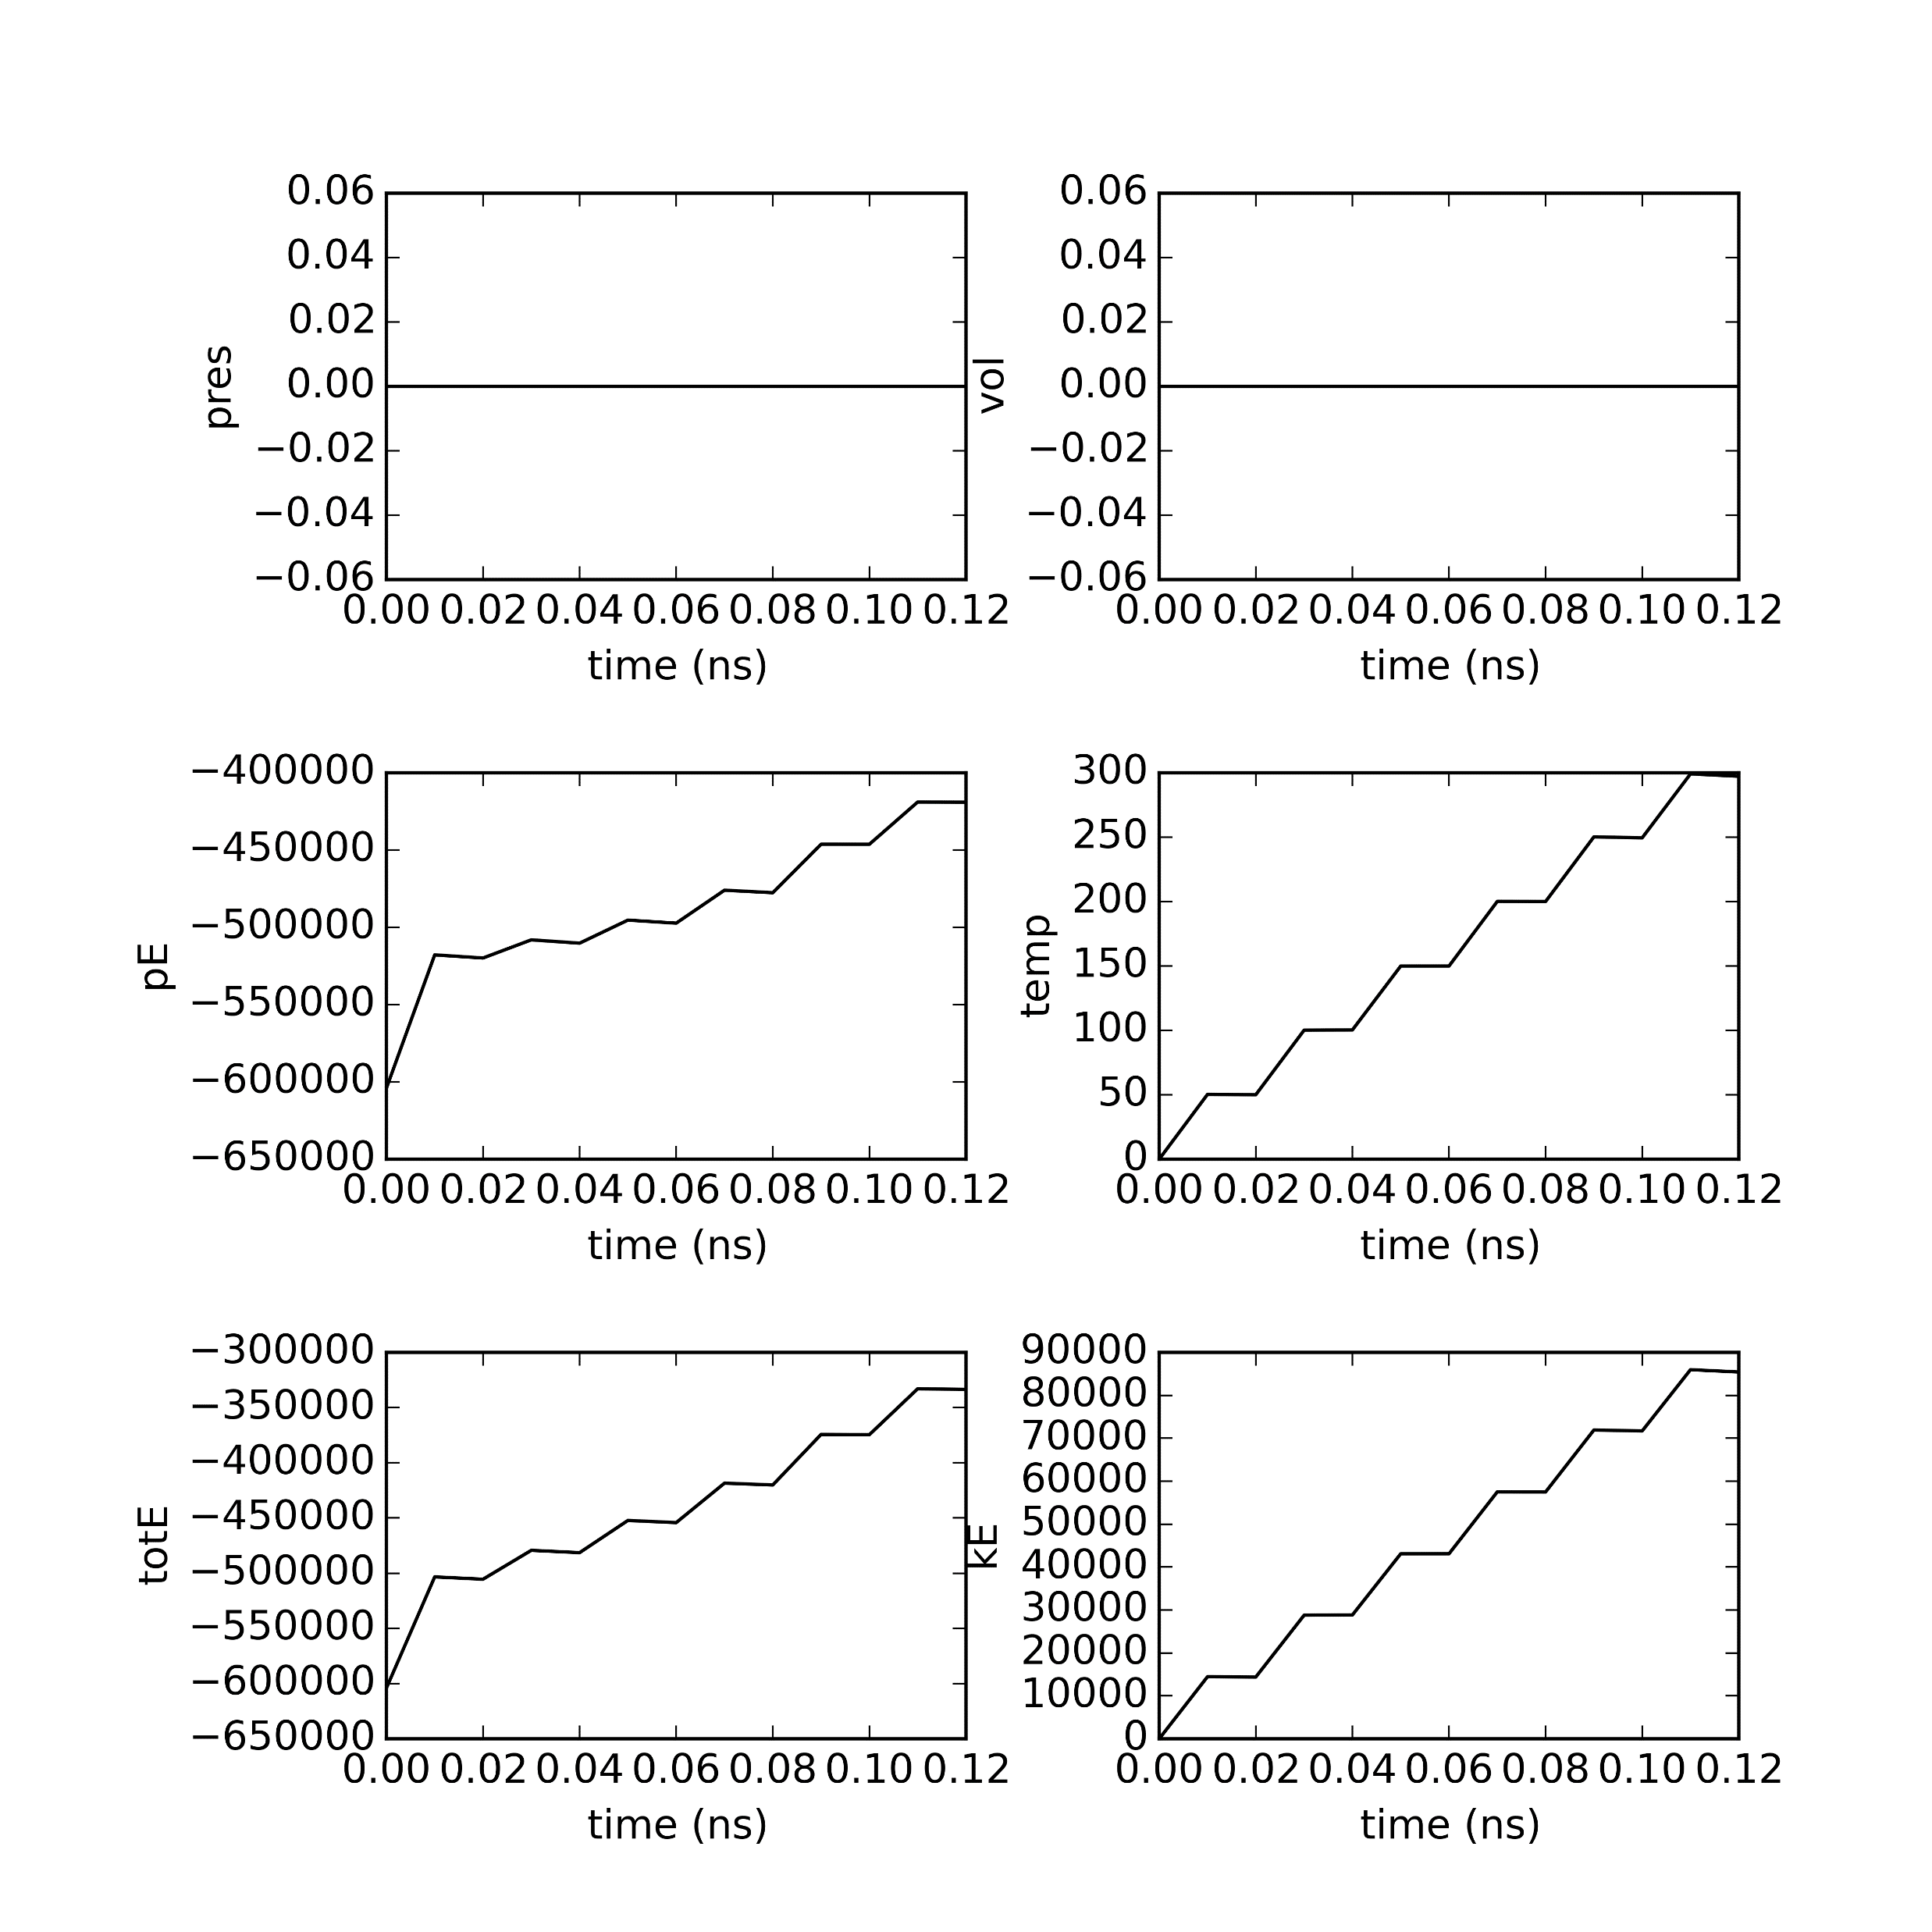 0.06
0.04
0.02
0.00
−0.02
−0.04
−0.06
pres
0.00 0.02 0.04 0.06 0.08 0.10 0.12
time (ns)
0.06
0.04
0.02
0.00
−0.02
−0.04
−0.06
vol
0.00 0.02 0.04 0.06 0.08 0.10 0.12
time (ns)
−400000
−450000
−500000
−550000
−600000
−650000
pE
0.00 0.02 0.04 0.06 0.08 0.10 0.12
time (ns)
300
250
200
150
100
50
0
temp
0.00 0.02 0.04 0.06 0.08 0.10 0.12
time (ns)
−300000
−350000
−400000
−450000
−500000
−550000
−600000
−650000
totE
0.00 0.02 0.04 0.06 0.08 0.10 0.12
time (ns)
90000
80000
70000
60000
50000
40000
30000
20000
10000
0
kE
0.00 0.02 0.04 0.06 0.08 0.10 0.12
time (ns)